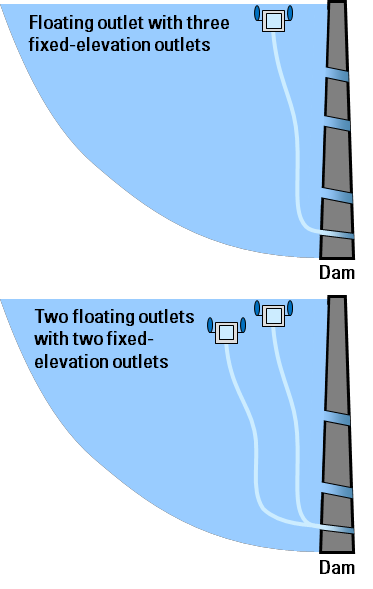 Floating outlet with three
fixed-elevation outlets
Dam
Two floating outlets
with two fixed-
elevation outlets
Dam